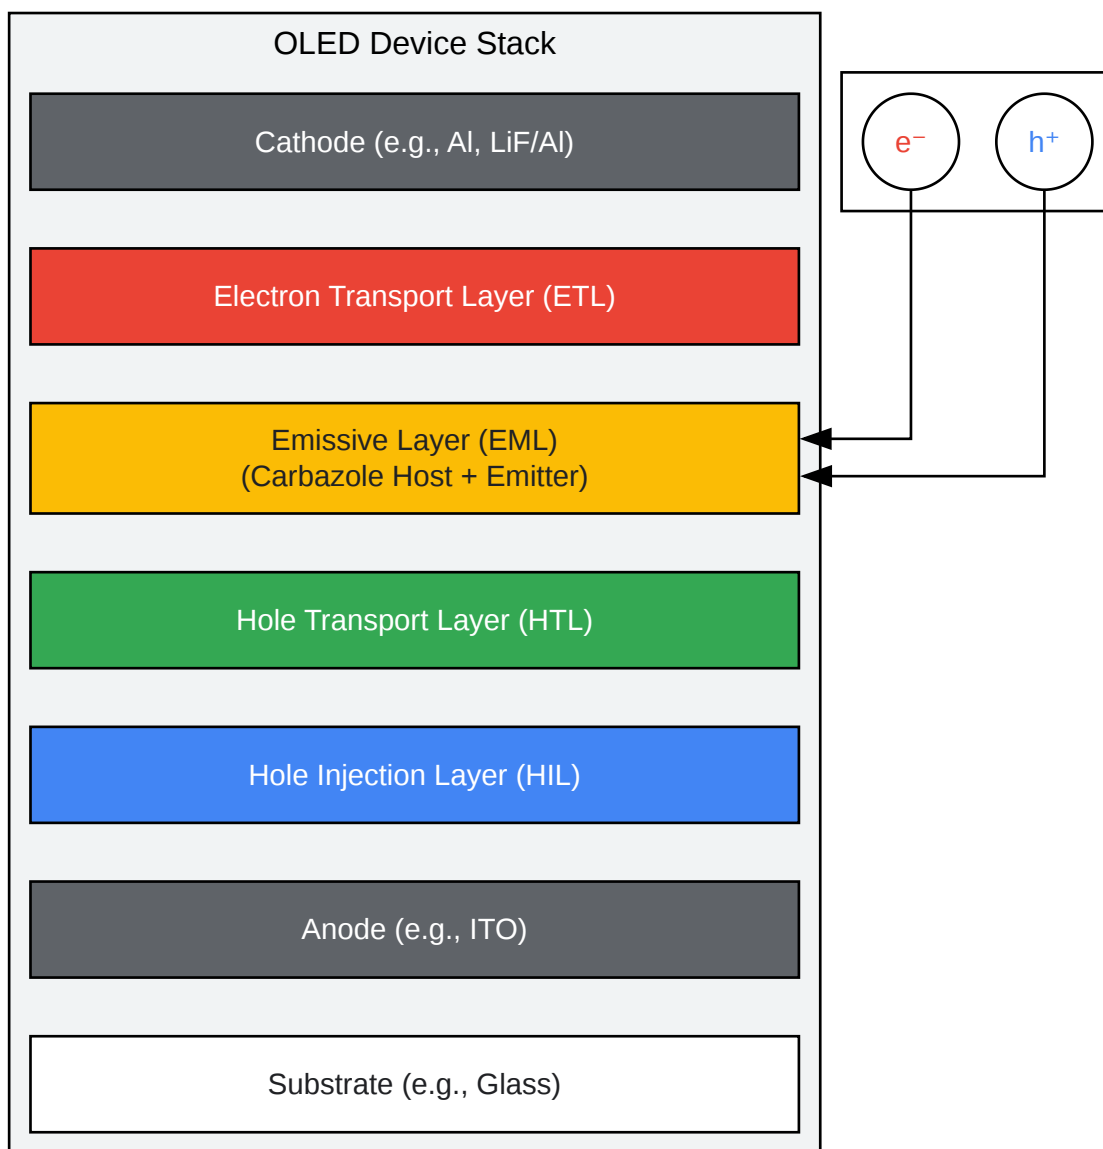 OLED Device Stack
Cathode (e.g., Al, LiF/Al)
e⁻
h⁺
Electron Transport Layer (ETL)
Emissive Layer (EML)
(Carbazole Host + Emitter)
Hole Transport Layer (HTL)
Hole Injection Layer (HIL)
Anode (e.g., ITO)
Substrate (e.g., Glass)